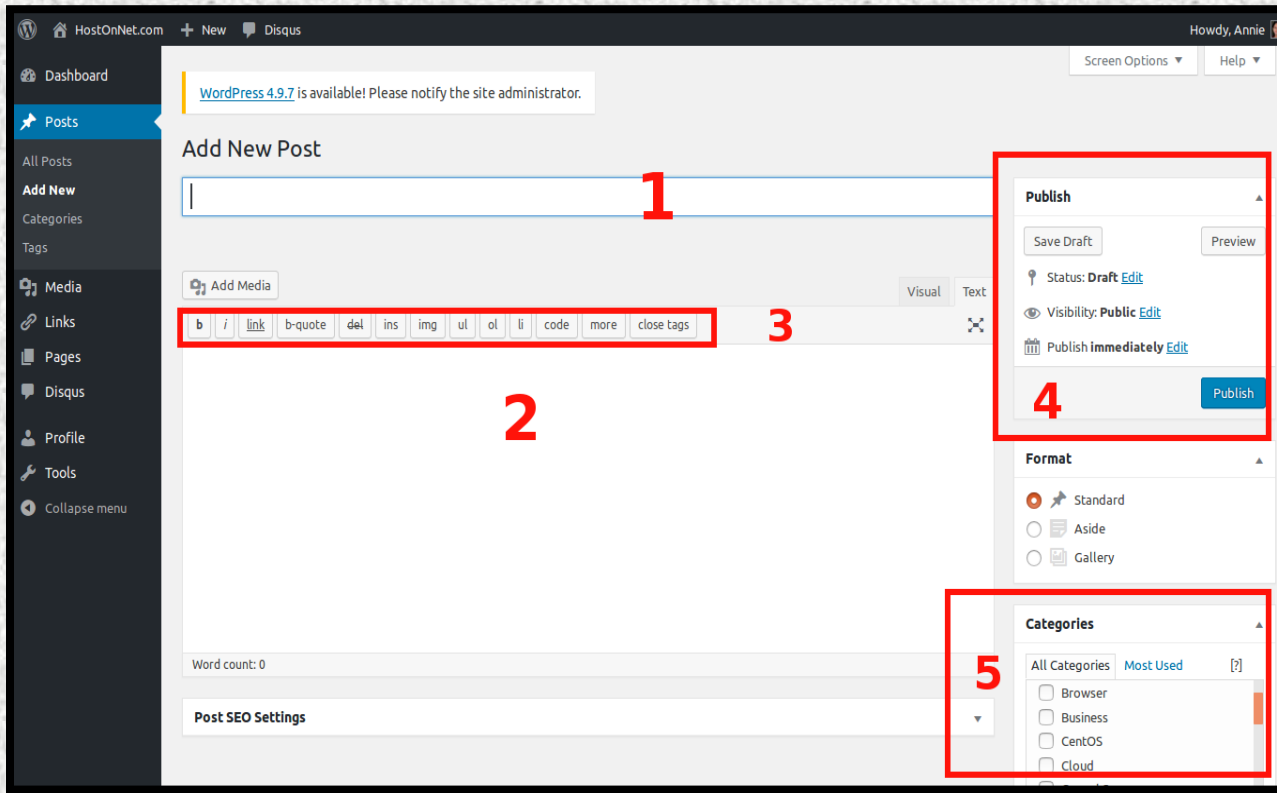 HostOnNet.com + New Disqus Howdy, Annie
Screen Options Help
Dashboard
Posts
All Posts
Add New
Categories
Tags
Media
Links
Pages
Disqus
Profile
Tools
Collapse menu
WordPress 4.9.7 is available! Please notify the site administrator.
Add New Post
1
Add Media
Visual Text
b i link b-quote del ins img ul ol li code more close tags
3
2
Word count: 0
Post SEO Settings
Publish
Save Draft Preview
Status: Draft Edit
Visibility: Public Edit
Publish immediately Edit
4
Publish
Format
Standard
Aside
Gallery
Categories
5
All Categories Most Used [?]
Browser
Business
CentOS
Cloud